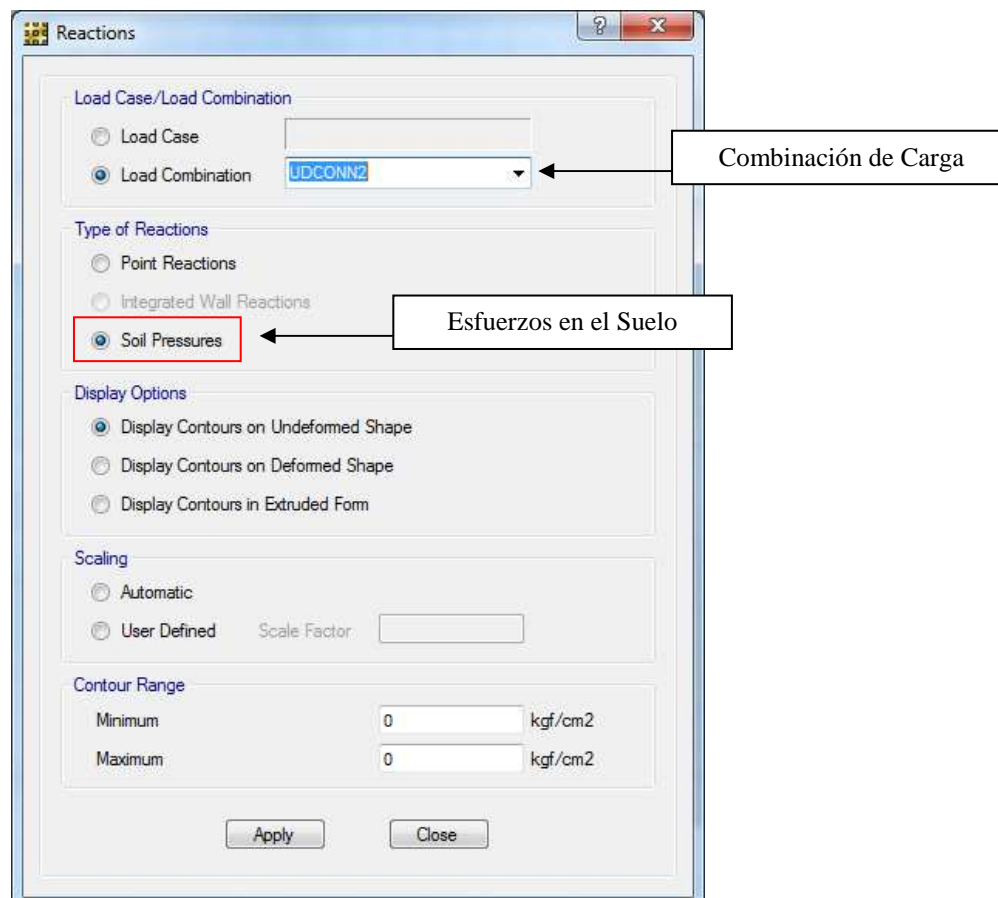 Reactions
Load Case/Load Combination
Load Case
Load Combination UDCONN2
Combinación de Carga
Type of Reactions
Point Reactions
Integrated Wall Reactions
Soil Pressures
Esfuerzos en el Suelo
Display Options
Display Contours on Undeformed Shape
Display Contours on Deformed Shape
Display Contours in Extruded Form
Scaling
Automatic
User Defined Scale Factor
Contour Range
Minimum 0 kgf/cm2
Maximum 0 kgf/cm2
Apply Close